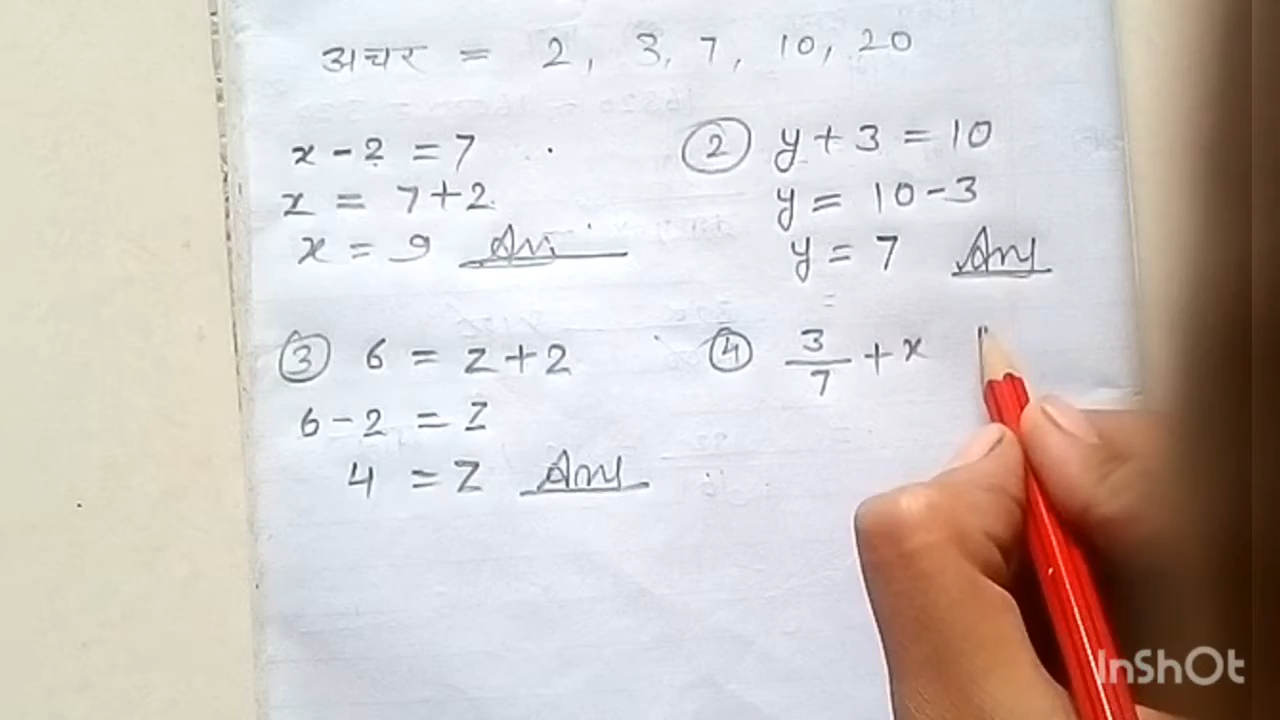 अचर = 2, 3, 7, 10, 20
x - 2 = 7
x = 7 + 2
x = 9 Ans
② y + 3 = 10
y = 10 - 3
y = 7 Ans
③ 6 = z + 2
6 - 2 = z
4 = z Ans
④ 3/7 + x
InShOt